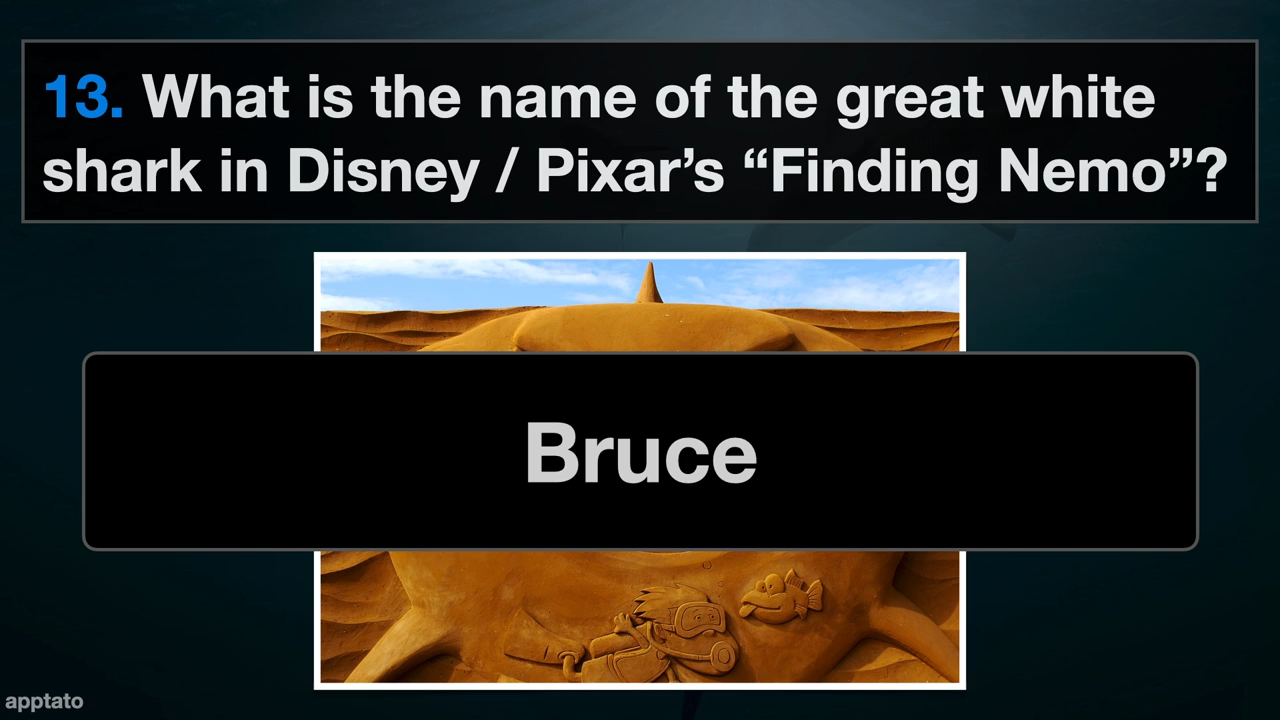 13. What is the name of the great white
shark in Disney / Pixar’s “Finding Nemo”?
Bruce
apptato